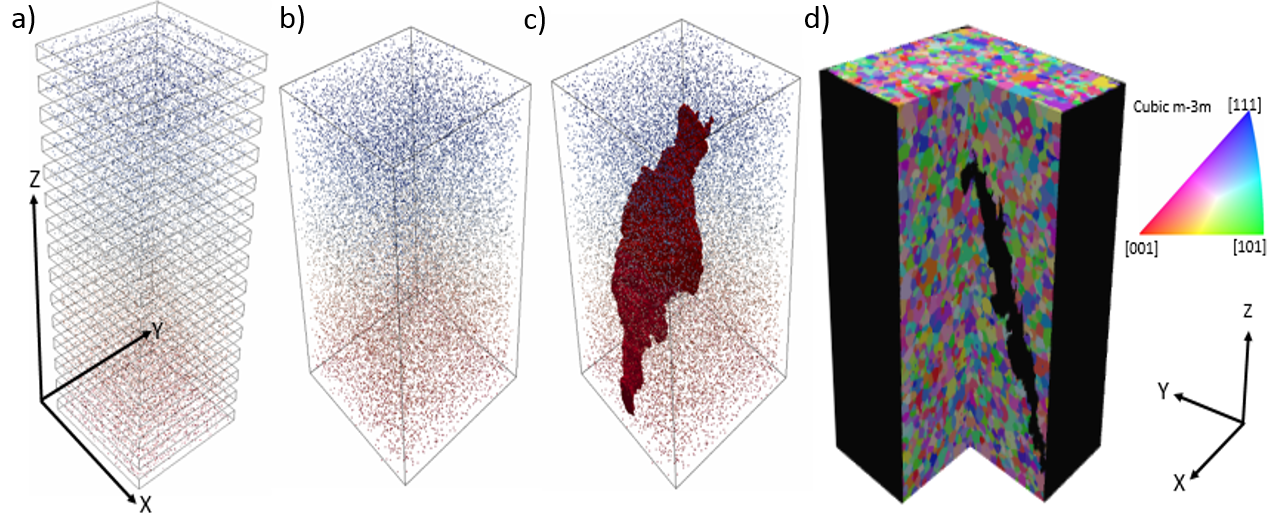 a)
b)
c)
d)
Z
Y
X
Cubic m-3m
[111]
[001]
[101]
Z
Y
X